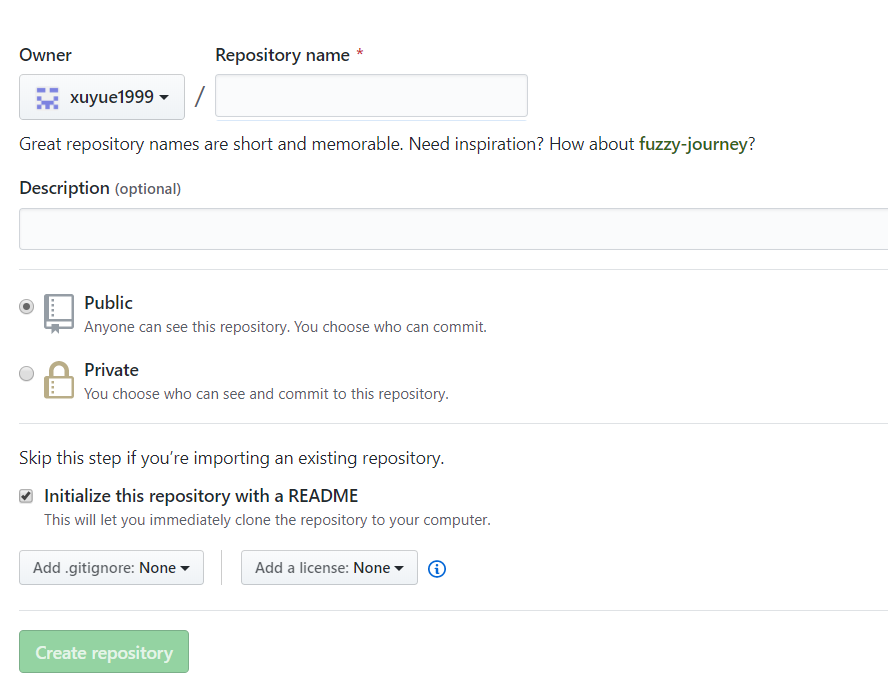 Owner Repository name *
xuyue1999 /
Great repository names are short and memorable. Need inspiration? How about fuzzy-journey?
Description (optional)
Public
Anyone can see this repository. You choose who can commit.
Private
You choose who can see and commit to this repository.
Skip this step if you’re importing an existing repository.
Initialize this repository with a README
This will let you immediately clone the repository to your computer.
Add .gitignore: None Add a license: None
Create repository